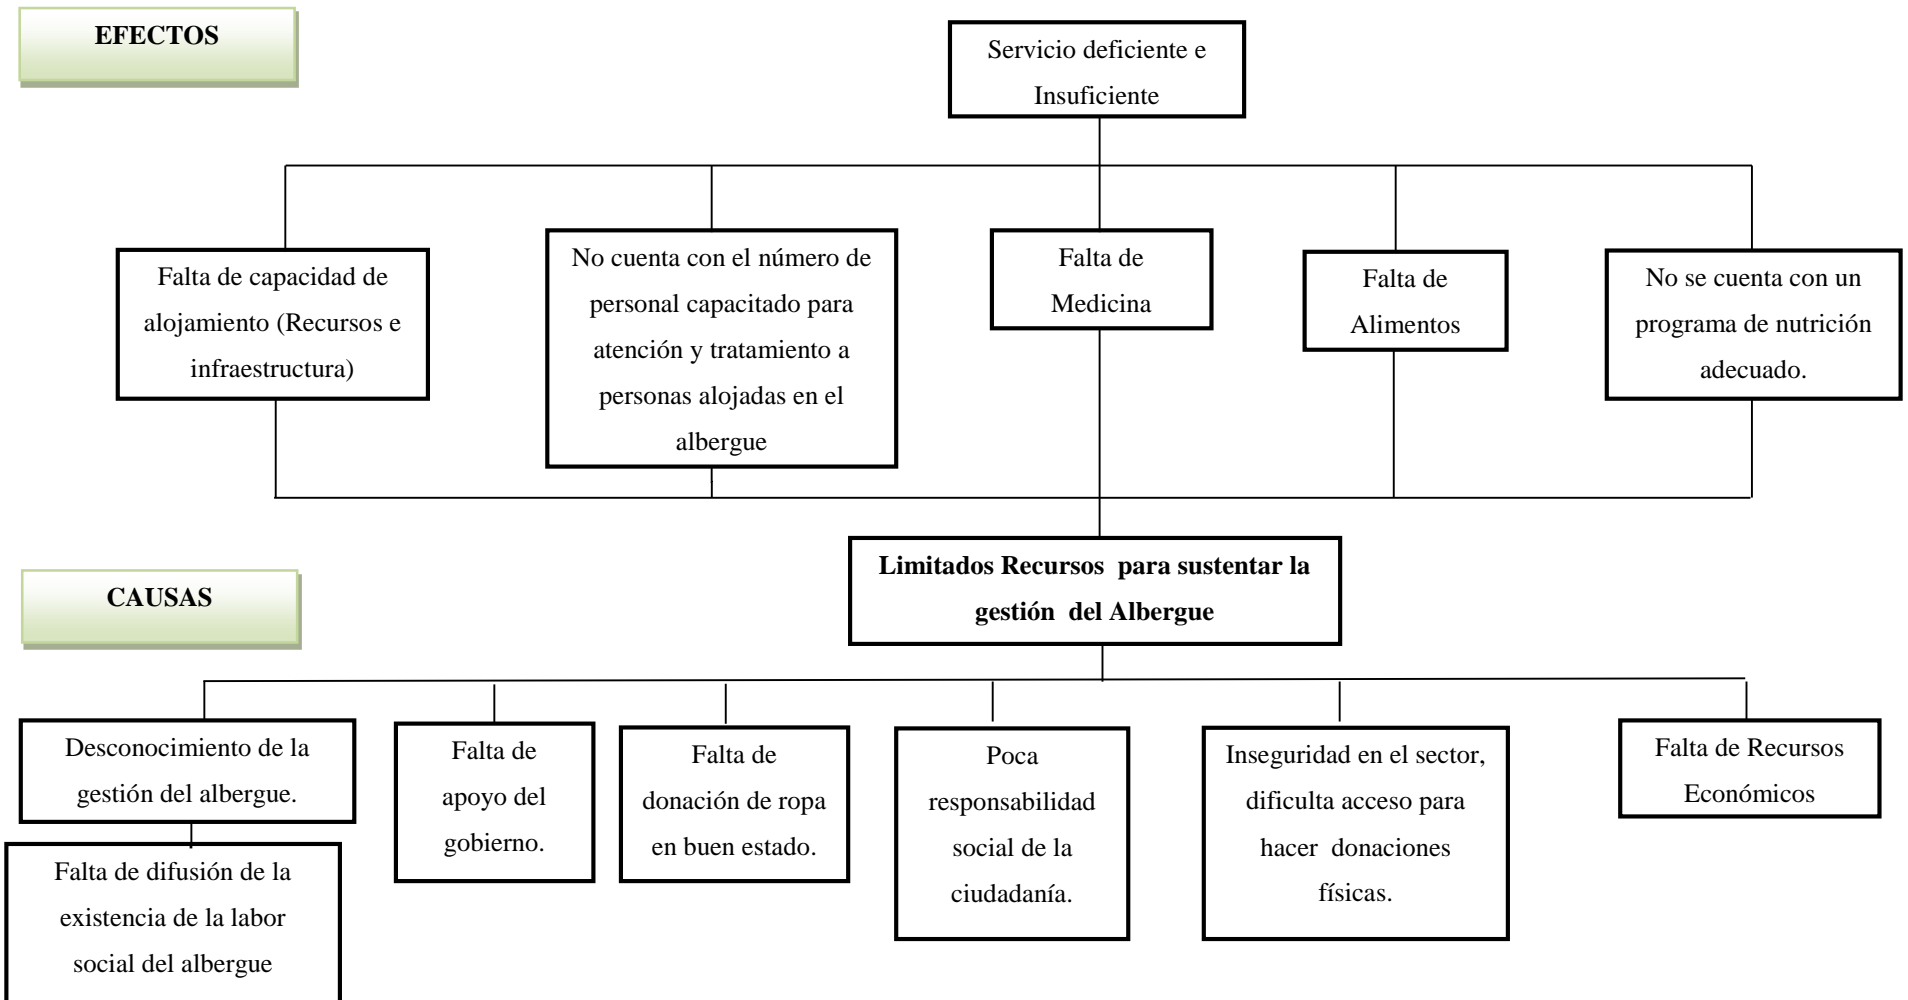 EFECTOS
Servicio deficiente e
Insuficiente
Falta de capacidad de
alojamiento (Recursos e
infraestructura)
No cuenta con el número de
personal capacitado para
atención y tratamiento a
personas alojadas en el
albergue
Falta de
Medicina
Falta de
Alimentos
No se cuenta con un
programa de nutrición
adecuado.
Limitados Recursos para sustentar la
gestión del Albergue
CAUSAS
Desconocimiento de la
gestión del albergue.
Falta de difusión de la
existencia de la labor
social del albergue
Falta de
apoyo del
gobierno.
Falta de
donación de ropa
en buen estado.
Poca
responsabilidad
social de la
ciudadanía.
Inseguridad en el sector,
dificulta acceso para
hacer donaciones
físicas.
Falta de Recursos
Económicos